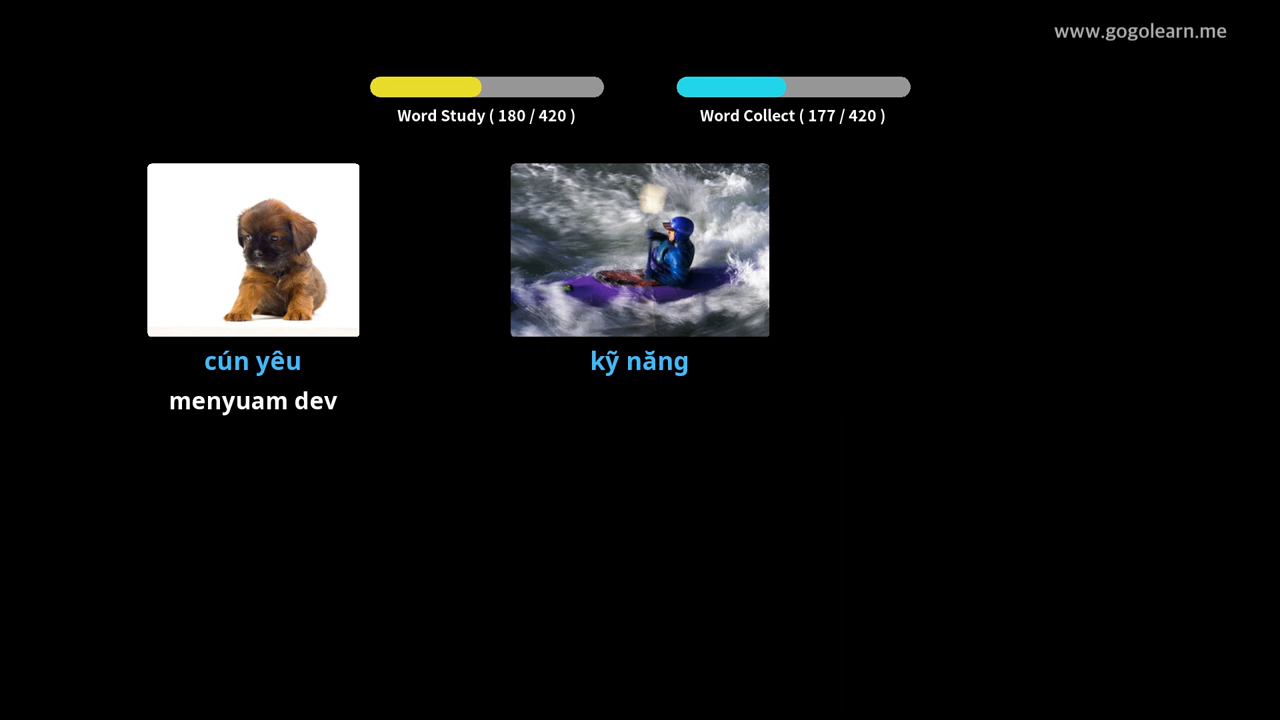 www.gogolearn.me
Word Study ( 180 / 420 )
Word Collect ( 177 / 420 )
cún yêu
menyuam dev
kỹ năng